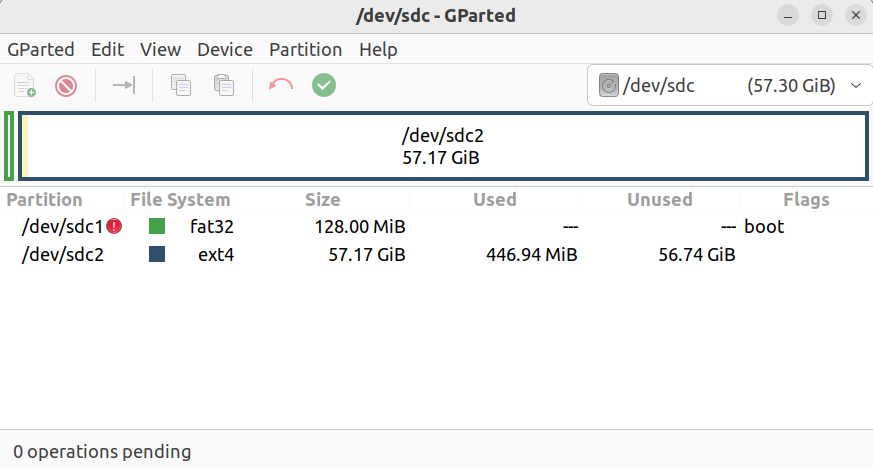 /dev/sdc - GParted
GParted Edit View Device Partition Help
/dev/sdc (57.30 GiB)
/dev/sdc2
57.17 GiB
Partition File System Size Used Unused Flags
/dev/sdc1 fat32 128.00 MiB --- --- boot
/dev/sdc2 ext4 57.17 GiB 446.94 MiB 56.74 GiB
0 operations pending